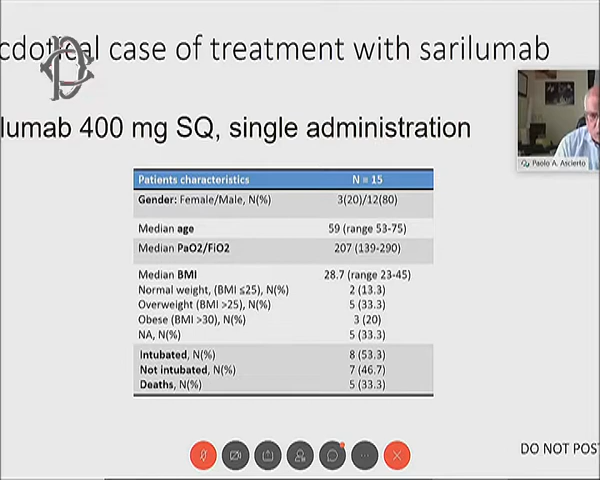 cdotical case of treatment with sarilumab
lumab 400 mg SQ, single administration
Paolo A. Ascierto
Patients characteristics N = 15
Gender: Female/Male, N(%) 3(20)/12(80)
Median age 59 (range 53-75)
Median PaO2/FiO2 207 (139-290)
Median BMI 28.7 (range 23-45)
Normal weight, (BMI ≤25), N(%) 2 (13.3)
Overweight (BMI >25), N(%) 5 (33.3)
Obese (BMI >30), N(%) 3 (20)
NA, N(%) 5 (33.3)
Intubated, N(%) 8 (53.3)
Not intubated, N(%) 7 (46.7)
Deaths, N(%) 5 (33.3)
DO NOT POS